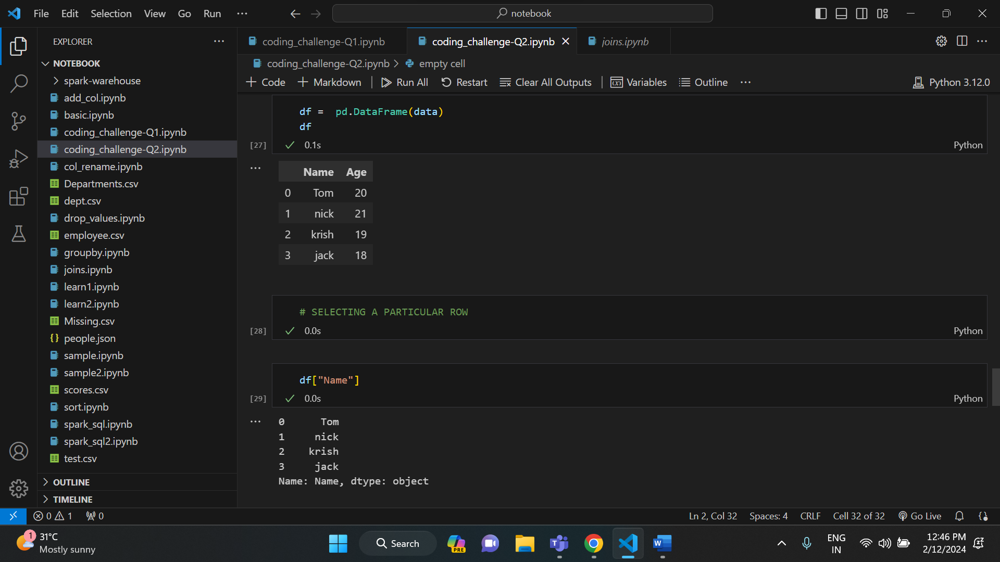 File Edit Selection View Go Run ···
notebook
EXPLORER
NOTEBOOK
spark-warehouse
add_col.ipynb
basic.ipynb
coding_challenge-Q1.ipynb
coding_challenge-Q2.ipynb
col_rename.ipynb
Departments.csv
dept.csv
drop_values.ipynb
employee.csv
groupby.ipynb
joins.ipynb
learn1.ipynb
learn2.ipynb
Missing.csv
people.json
sample.ipynb
sample2.ipynb
scores.csv
sort.ipynb
spark_sql.ipynb
spark_sql2.ipynb
test.csv
OUTLINE
TIMELINE
coding_challenge-Q1.ipynb coding_challenge-Q2.ipynb joins.ipynb
coding_challenge-Q2.ipynb > empty cell
+ Code + Markdown Run All Restart Clear All Outputs Variables Outline ··· Python 3.12.0
df = pd.DataFrame(data)
df
[27] 0.1s Python
Name Age
0 Tom 20
1 nick 21
2 krish 19
3 jack 18
# SELECTING A PARTICULAR ROW
[28] 0.0s Python
df["Name"]
[29] 0.0s Python
0 Tom
1 nick
2 krish
3 jack
Name: Name, dtype: object
0 1 0 Ln 2, Col 32 Spaces: 4 CRLF Cell 32 of 32 Go Live
1 31°C
Mostly sunny
Search
PRE
T
W
ENG
IN
12:46 PM
2/12/2024